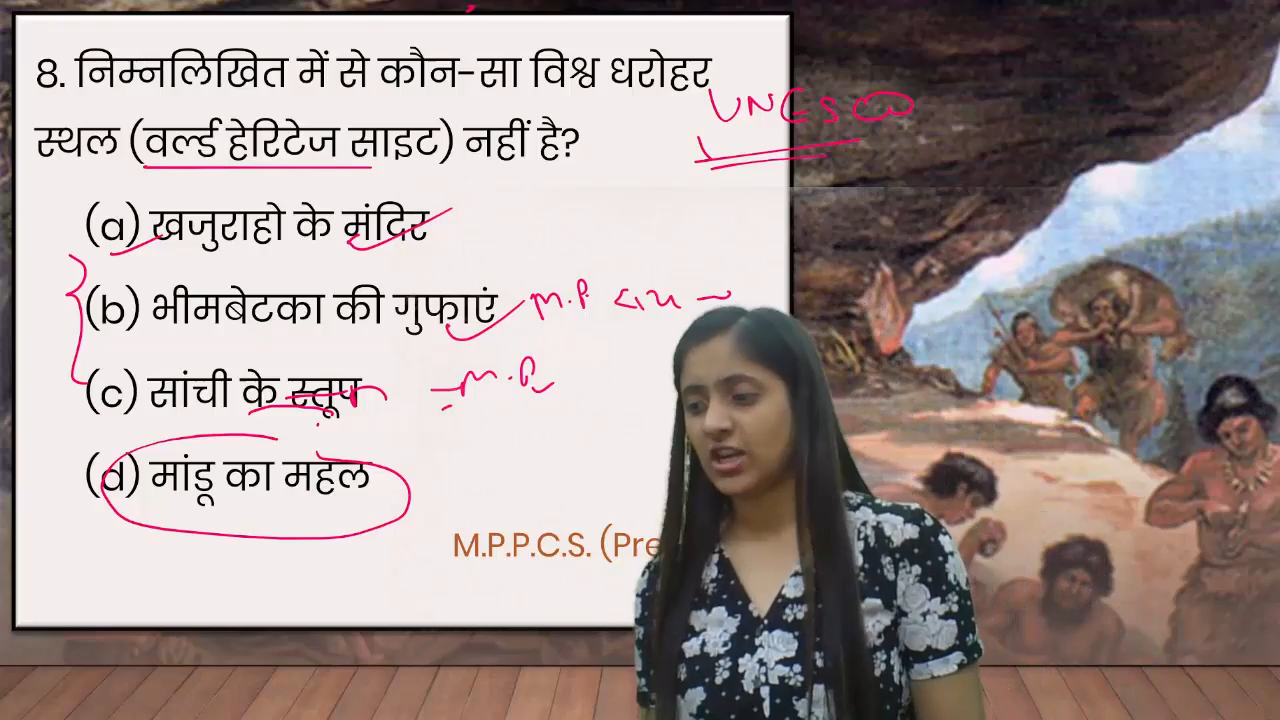 8. निम्नलिखित में से कौन-सा विश्व धरोहर
स्थल (वर्ल्ड हेरिटेज साइट) नहीं है?
UNESCO
(a) खजुराहो के मंदिर
(b) भीमबेटका की गुफाएं M.P.
(c) सांची के स्तूप M.P.
(d) मांडू का महल
M.P.P.C.S. (Pre